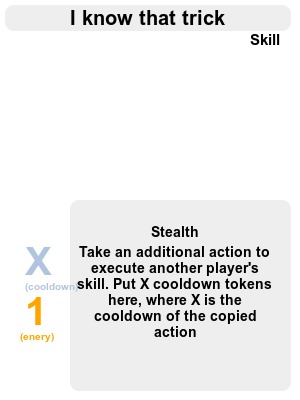 I know that trick
Skill
Stealth
Take an additional action to
execute another player's
skill. Put X cooldown tokens
here, where X is the
cooldown of the copied
action
X
(cooldown)
1
(enery)